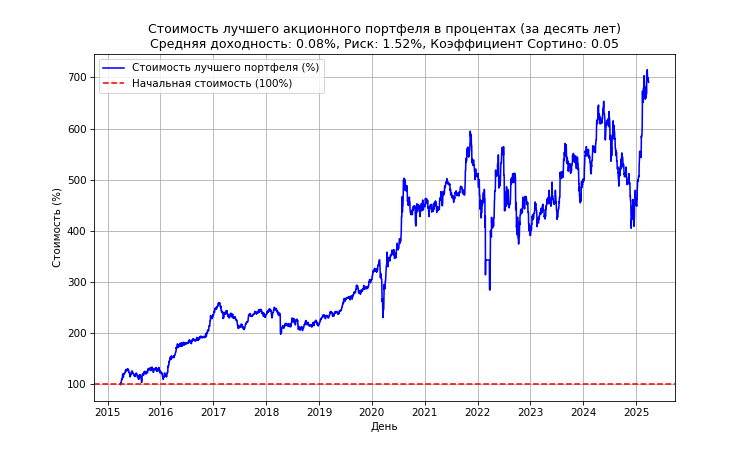 Стоимость лучшего акционного портфеля в процентах (за десять лет)
Средняя доходность: 0.08%, Риск: 1.52%, Коэффициент Сортино: 0.05
Стоимость лучшего портфеля (%)
Начальная стоимость (100%)
Стоимость (%)
700
600
500
400
300
200
100
2015 2016 2017 2018 2019 2020 2021 2022 2023 2024 2025
День